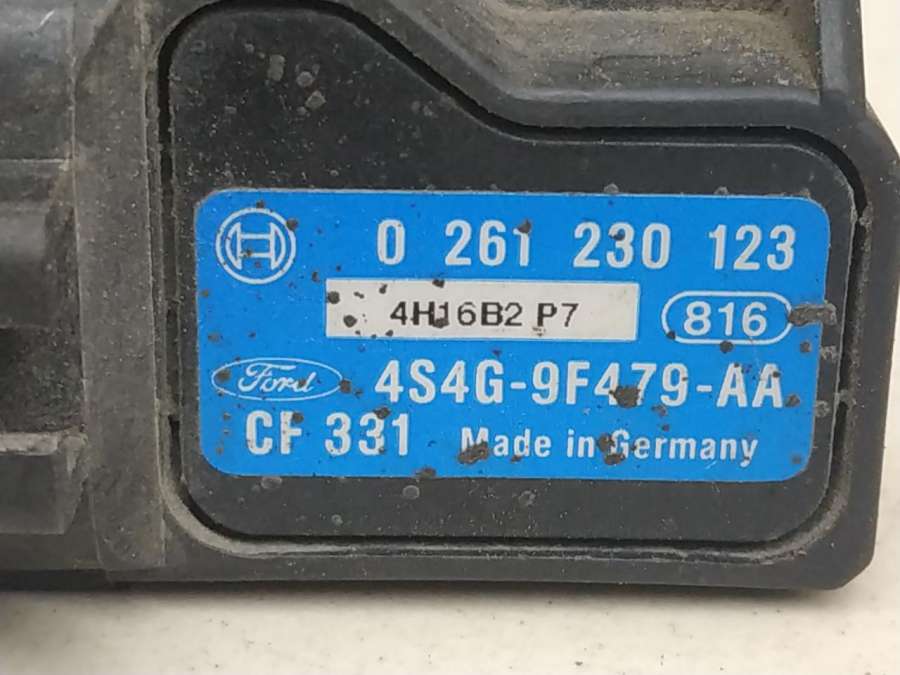 0 261 230 123
4H16B2 P7 816
Ford 4S4G-9F479-AA
CF 331 Made in Germany